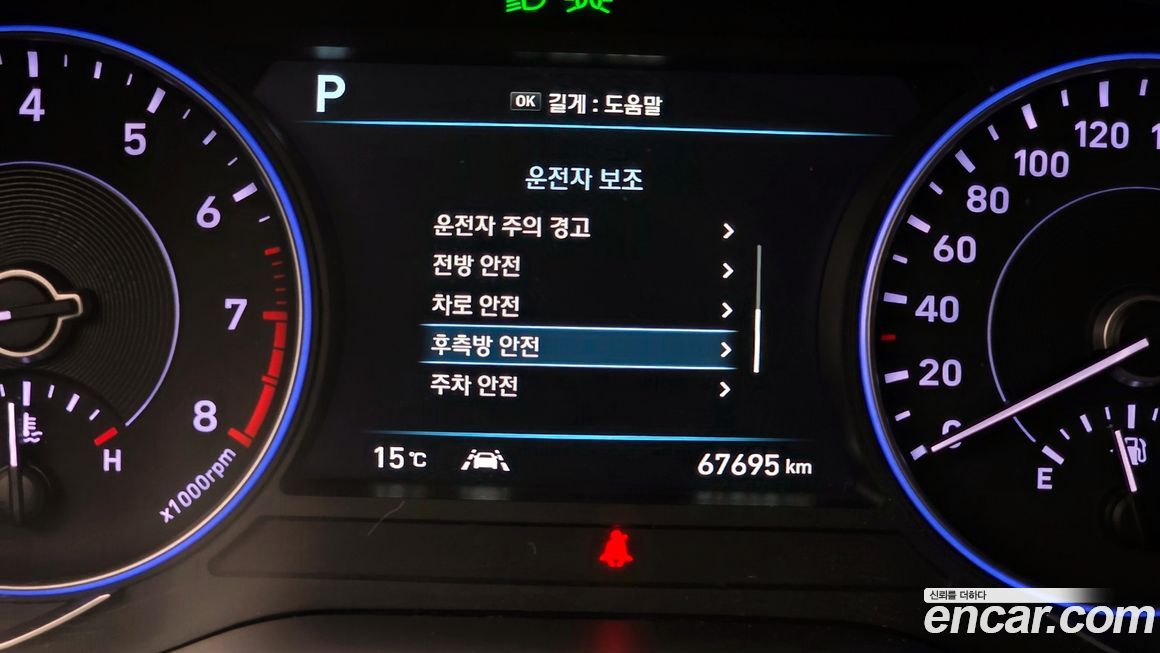 P
OK 길게 : 도움말
운전자 보조
운전자 주의 경고
전방 안전
차로 안전
후측방 안전
주차 안전
15℃
67695 km
4
5
6
7
8
x1000rpm
H
0
20
40
60
80
100
120
E
신뢰를 더하다
encar.com